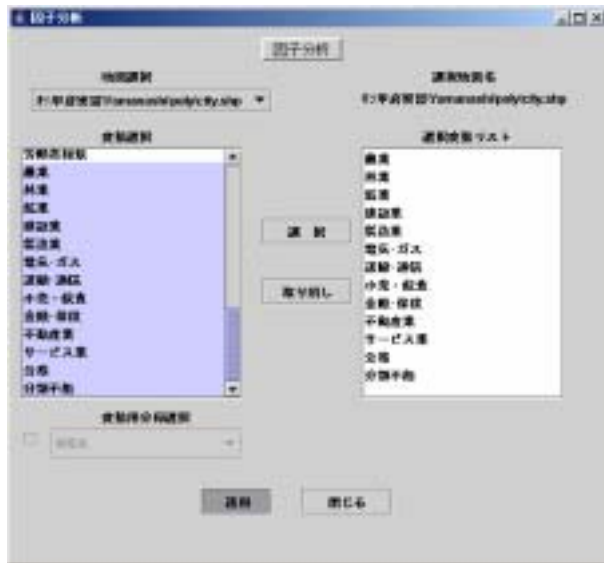 因子分析
因子分析
地図選択
選択地図名
変数選択
選択変数リスト
農業
林業
鉱業
建設業
製造業
電気・ガス
運輸・通信
小売・飲食
金融・保険
不動産業
サービス業
公務
分類不能
農業
林業
鉱業
建設業
製造業
電気・ガス
運輸・通信
小売・飲食
金融・保険
不動産業
サービス業
公務
分類不能
選 択
取り消し
適用
閉じる